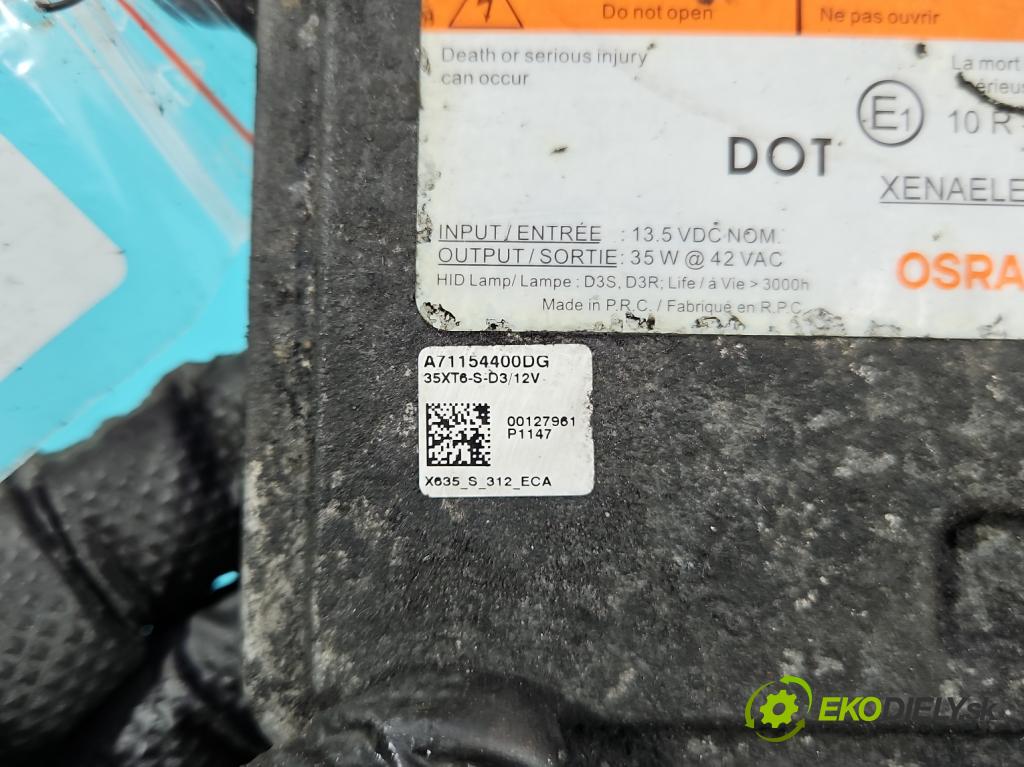 Do not open
Ne pas ouvrir
Death or serious injury
can occur
La mort
E1
10 R
DOT
XENAELE
INPUT/ENTRÉE : 13.5 VDC NOM.
OUTPUT/SORTIE: 35 W @ 42 VAC
HID Lamp/ Lampe : D3S, D3R; Life / à Vie > 3000h
Made in P.R.C. / Fabriqué en R.P.C.
OSRA
A71154400DG
35XT6-S-D3/12V
00127961
P1147
X635_S_312_ECA
EKODIELY.sk